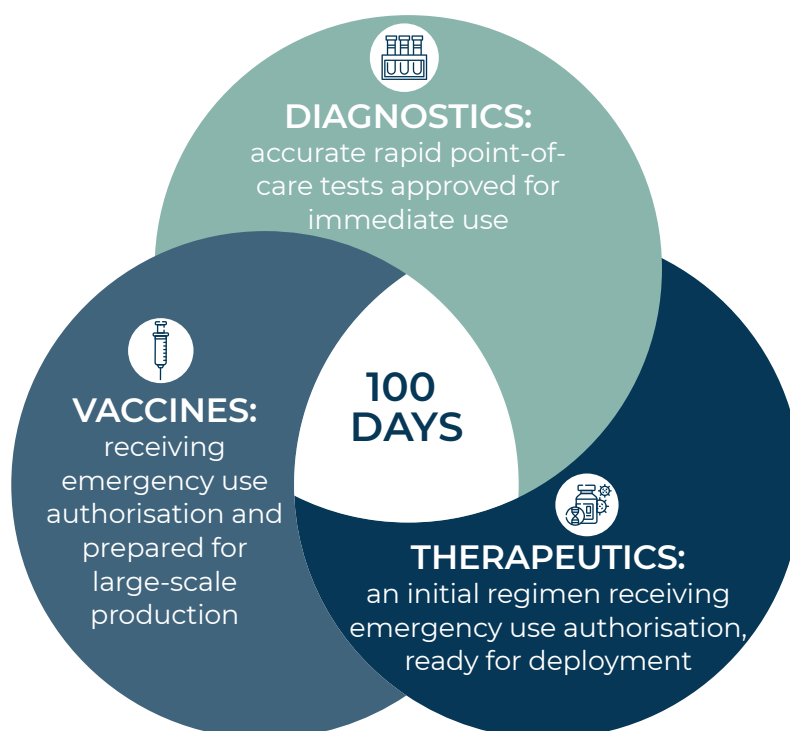 DIAGNOSTICS:
accurate rapid point-of-
care tests approved for
immediate use
100
DAYS
VACCINES:
receiving
emergency use
authorisation and
prepared for
large-scale
production
THERAPEUTICS:
an initial regimen receiving
emergency use authorisation,
ready for deployment